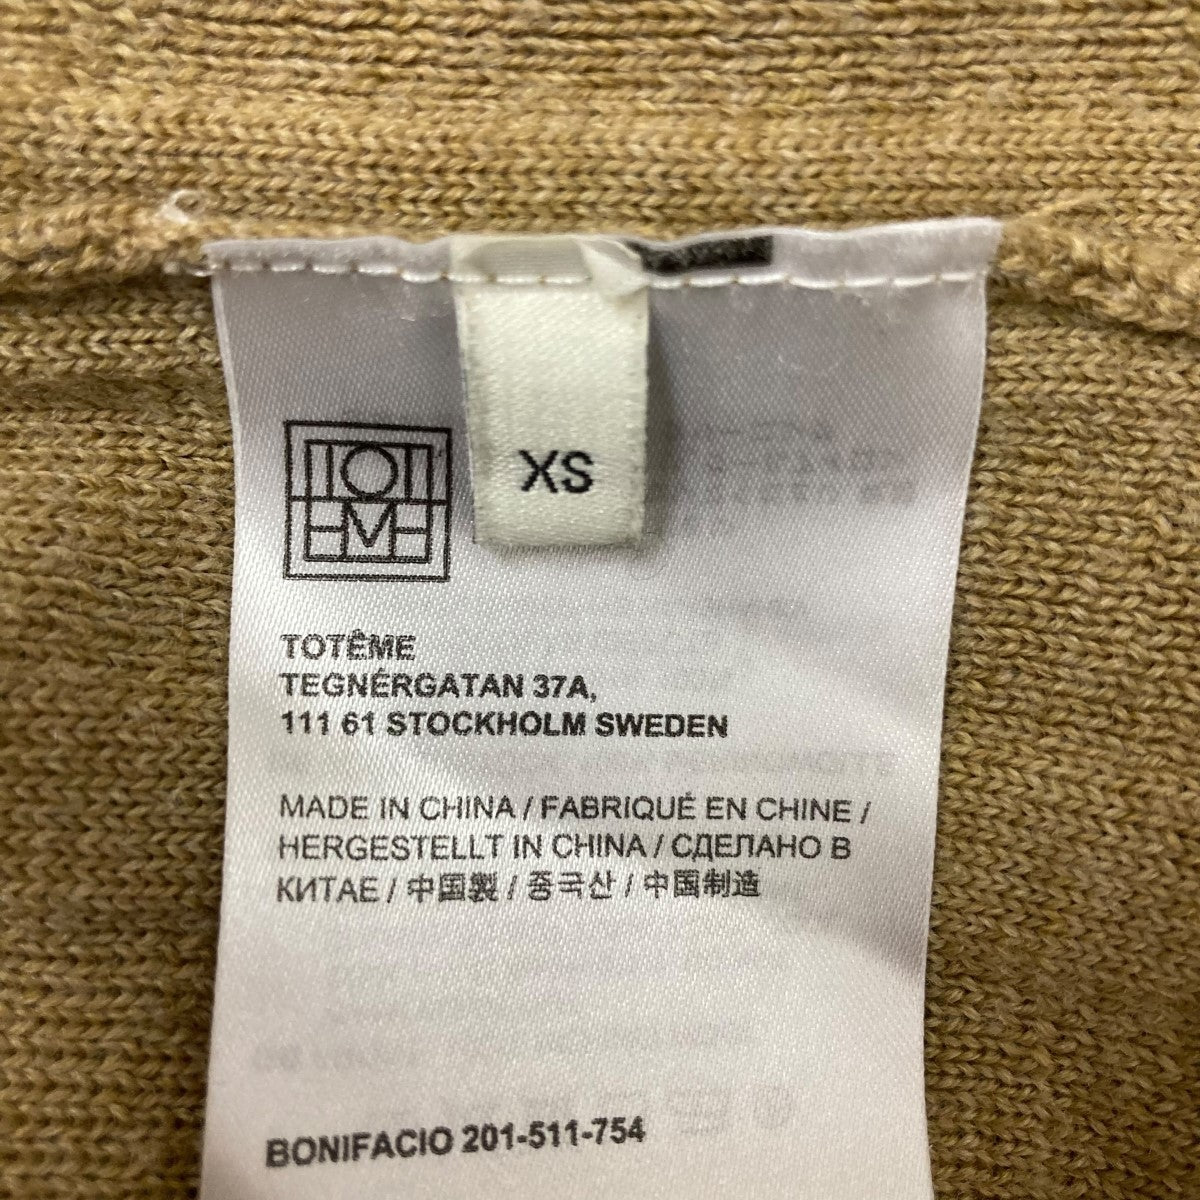 XS
TOTEME
TOTÊME
TEGNÉRGATAN 37A,
111 61 STOCKHOLM SWEDEN
MADE IN CHINA / FABRIQUÉ EN CHINE /
HERGESTELLT IN CHINA / СДЕЛАНО В
КИТАЕ / 中国製 / 중국산 / 中国制造
BONIFACIO 201-511-754